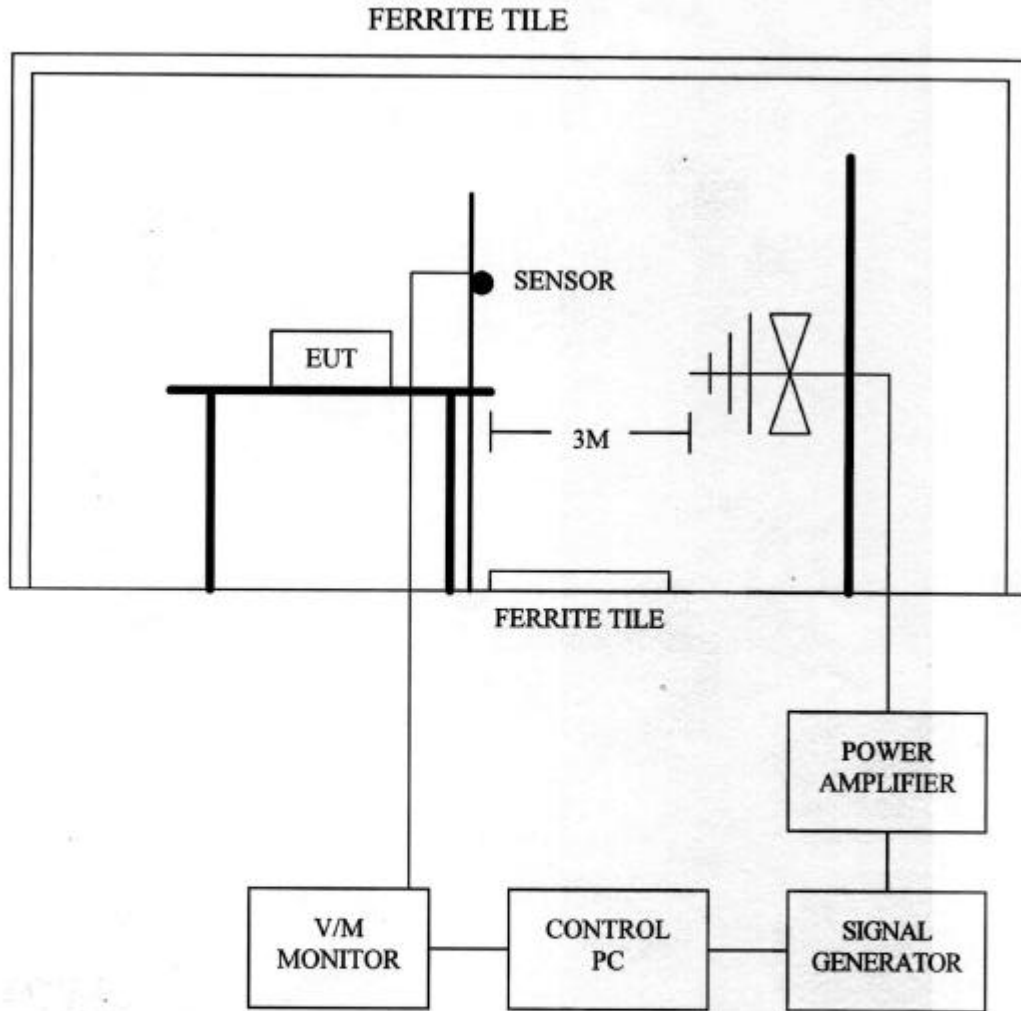 FERRITE TILE
SENSOR
EUT
3M
FERRITE TILE
POWER
AMPLIFIER
V/M
MONITOR
CONTROL
PC
SIGNAL
GENERATOR